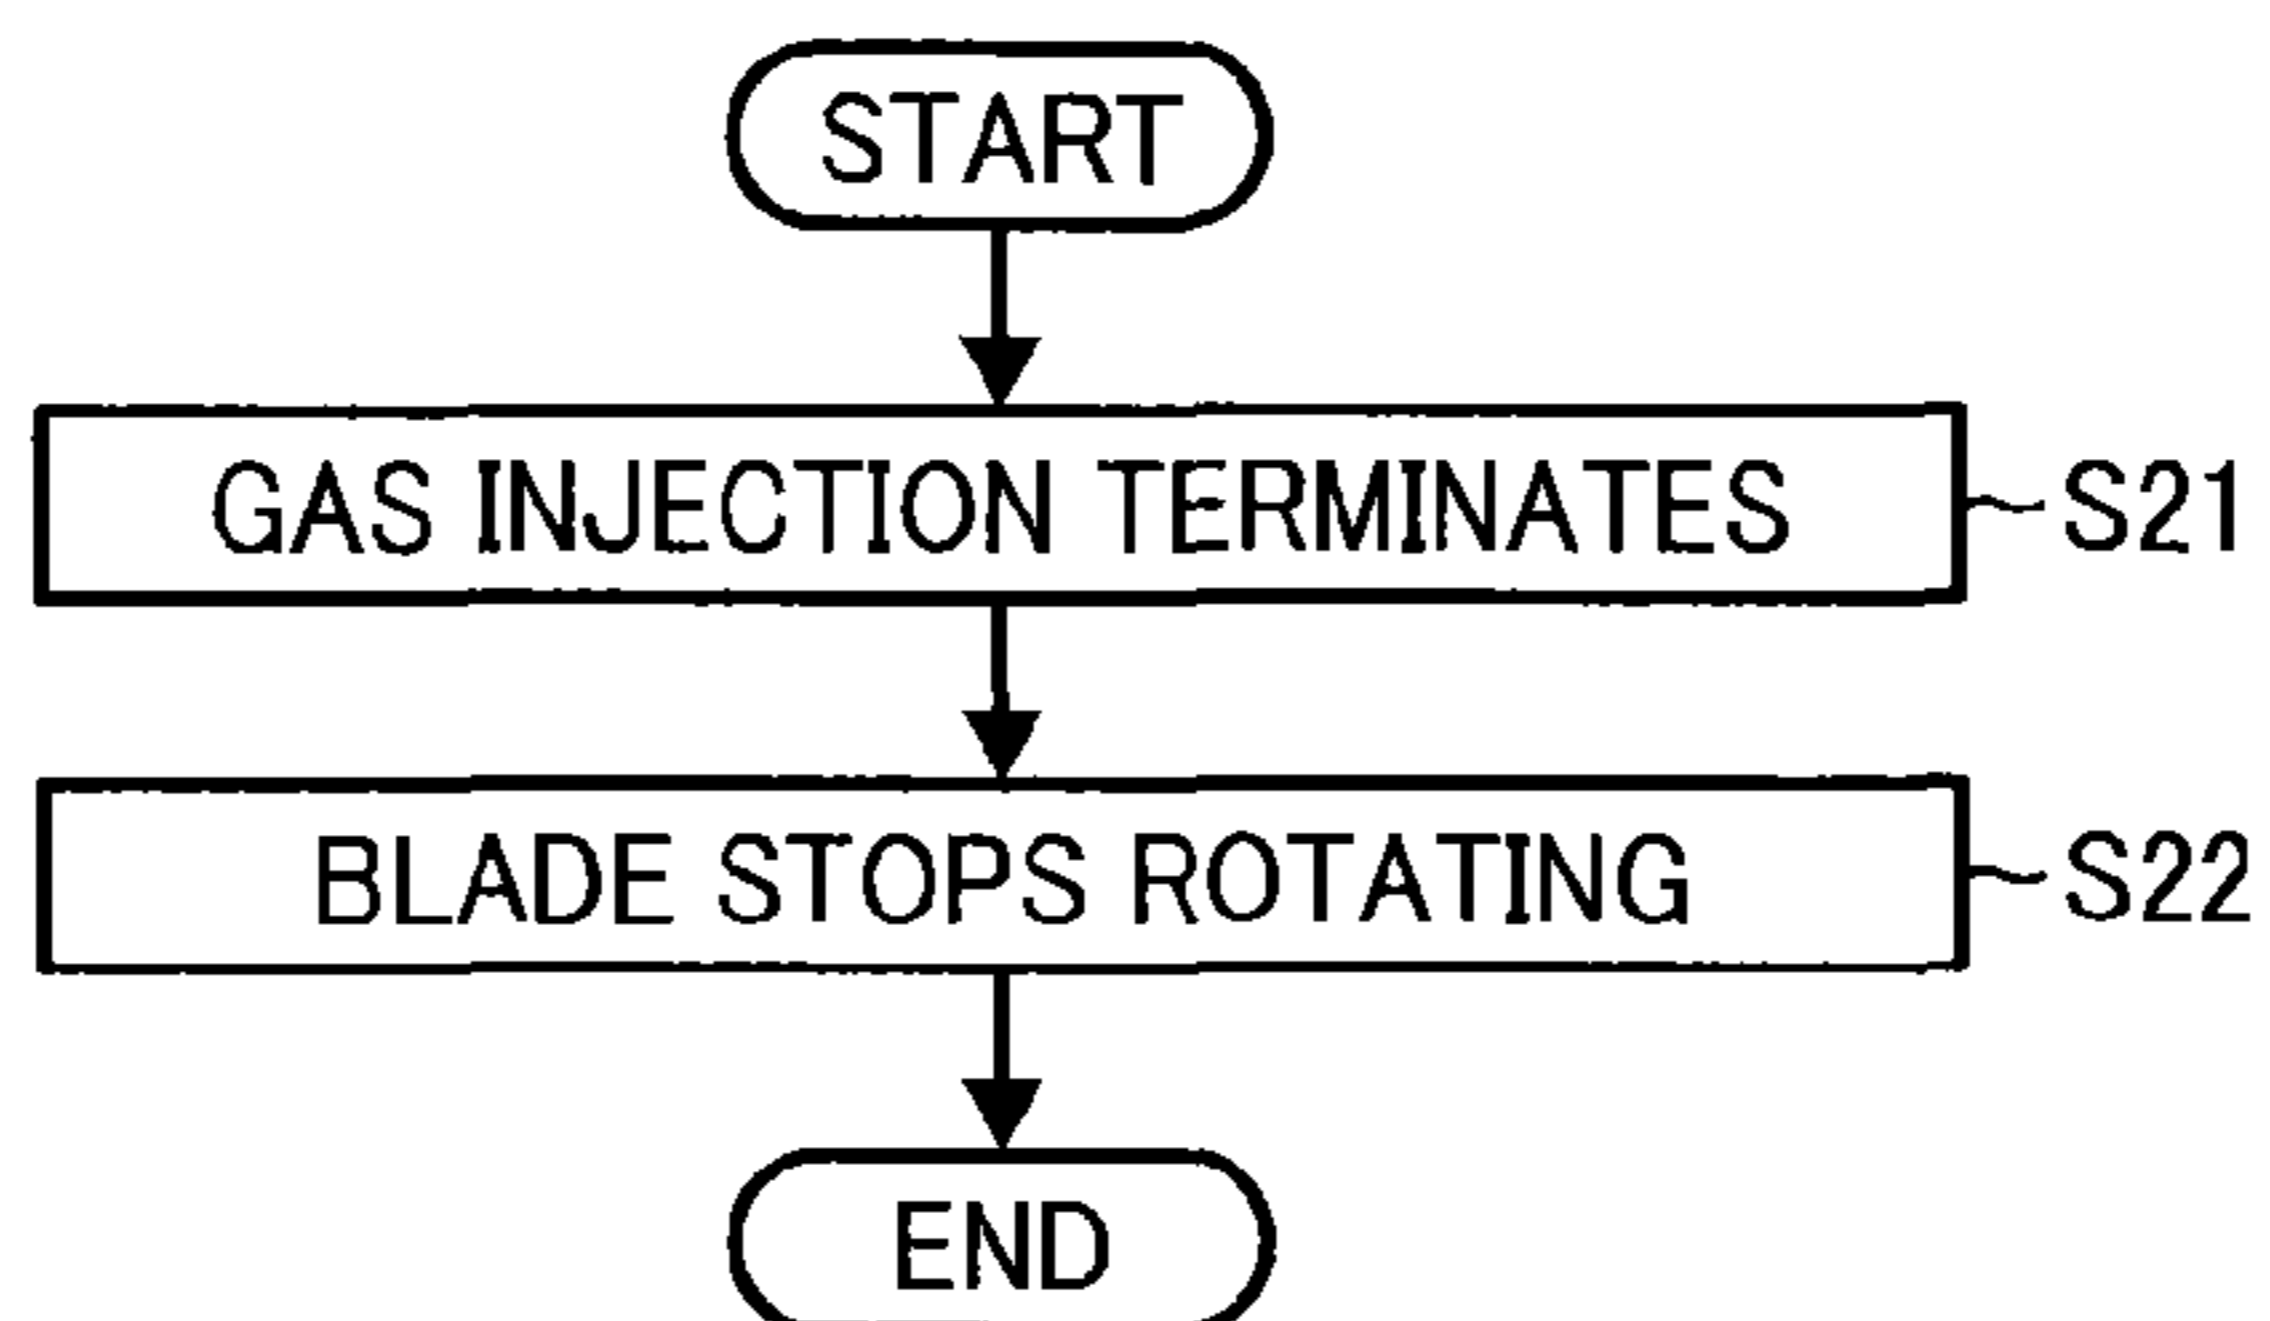 START
GAS INJECTION TERMINATES S21
BLADE STOPS ROTATING S22
END